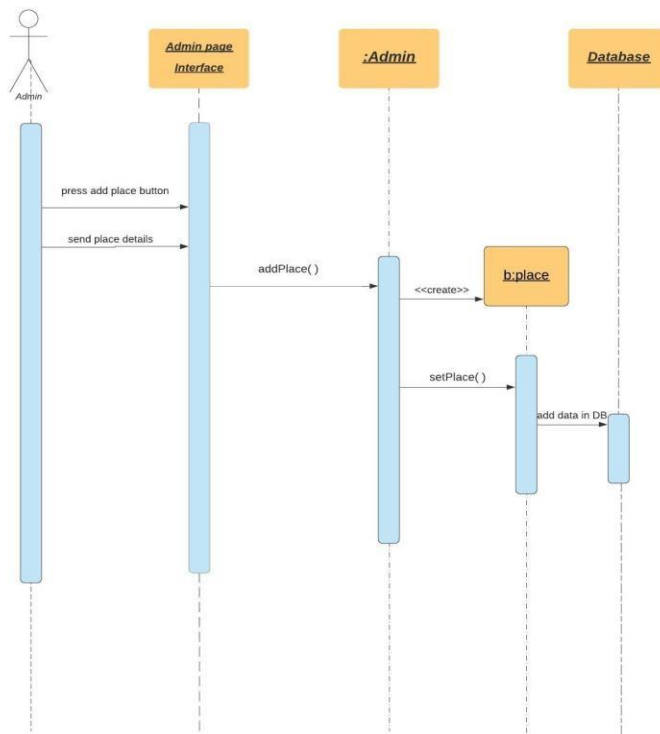 Admin
Admin page
Interface
:Admin
Database
press add place button
send place details
addPlace( )
<<create>>
b:place
setPlace( )
add data in DB